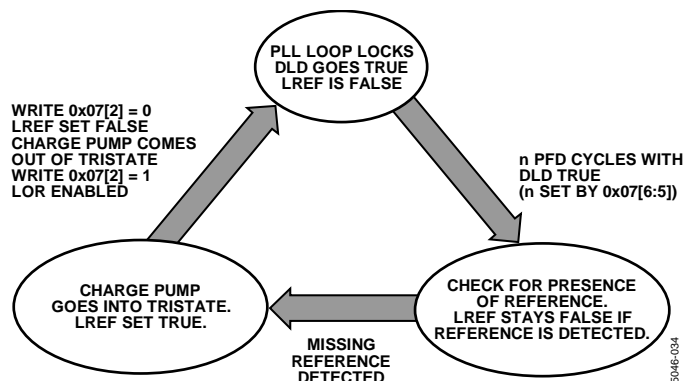 PLL LOOP LOCKS
DLD GOES TRUE
LREF IS FALSE
WRITE 0x07[2] = 0
LREF SET FALSE
CHARGE PUMP COMES
OUT OF TRISTATE
WRITE 0x07[2] = 1
LOR ENABLED
n PFD CYCLES WITH
DLD TRUE
(n SET BY 0x07[6:5])
CHECK FOR PRESENCE
OF REFERENCE.
LREF STAYS FALSE IF
REFERENCE IS DETECTED.
MISSING
REFERENCE
DETECTED
CHARGE PUMP
GOES INTO TRISTATE.
LREF SET TRUE.
5046-034